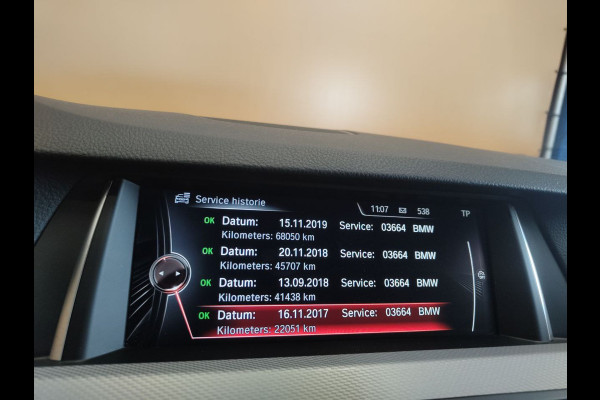 Service historie
11:07 538 TP
OK Datum: 15.11.2019 Service: 03664 BMW
Kilometers: 68050 km
OK Datum: 20.11.2018 Service: 03664 BMW
Kilometers: 45707 km
OK Datum: 13.09.2018 Service: 03664 BMW
Kilometers: 41438 km
OK Datum: 16.11.2017 Service: 03664 BMW
Kilometers: 22051 km